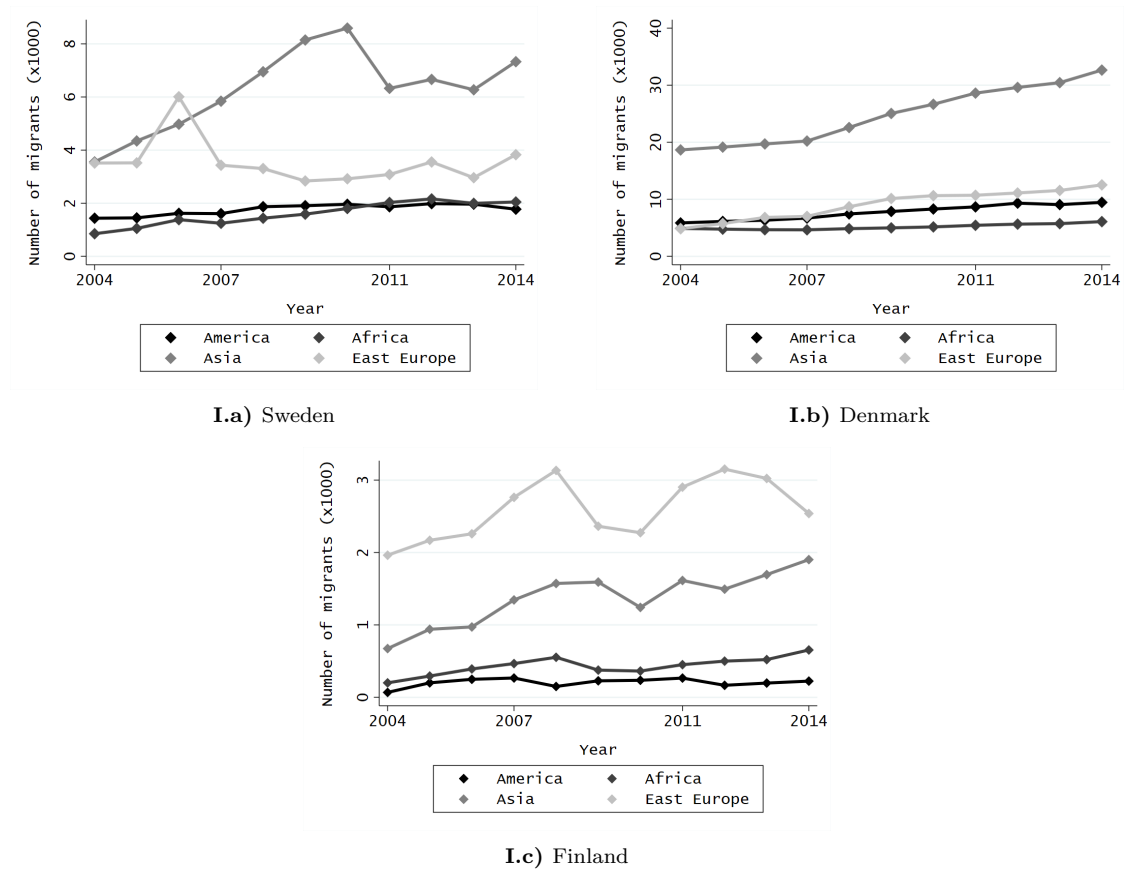 Number of migrants (x1000)
8
6
4
2
0
2004 2007 2011 2014
Year
America Africa
Asia East Europe
I.a) Sweden
Number of migrants (x1000)
40
30
20
10
0
2004 2007 2011 2014
Year
America Africa
Asia East Europe
I.b) Denmark
Number of migrants (x1000)
3
2
1
0
2004 2007 2011 2014
Year
America Africa
Asia East Europe
I.c) Finland